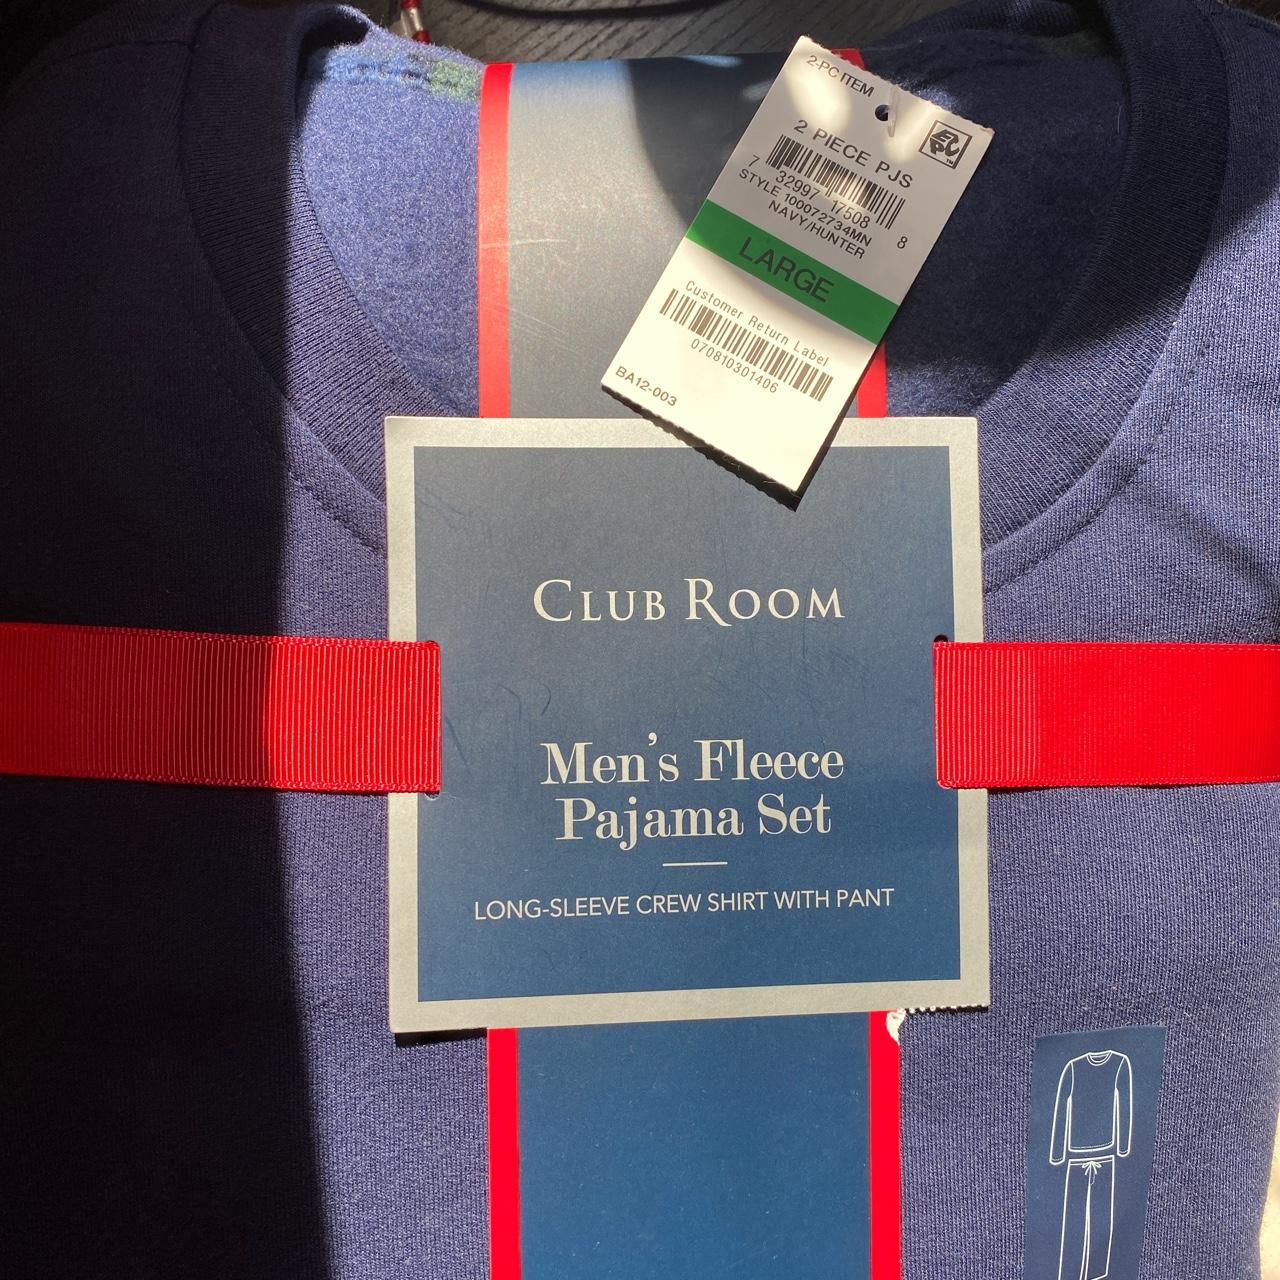 2-PC ITEM
EPC™
2 PIECE PJS
7 32997 17508 8
STYLE 100072734MN
NAVY/HUNTER
LARGE
Customer Return Label
070810301406
BA12-003
CLUB ROOM
Men's Fleece
Pajama Set
LONG-SLEEVE CREW SHIRT WITH PANT